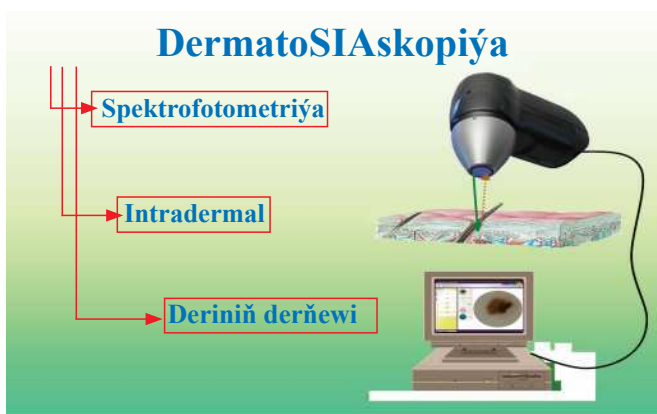 DermatoSIAskopiýa
Spektrofotometriýa
Intradermal
Deriniň derňewi